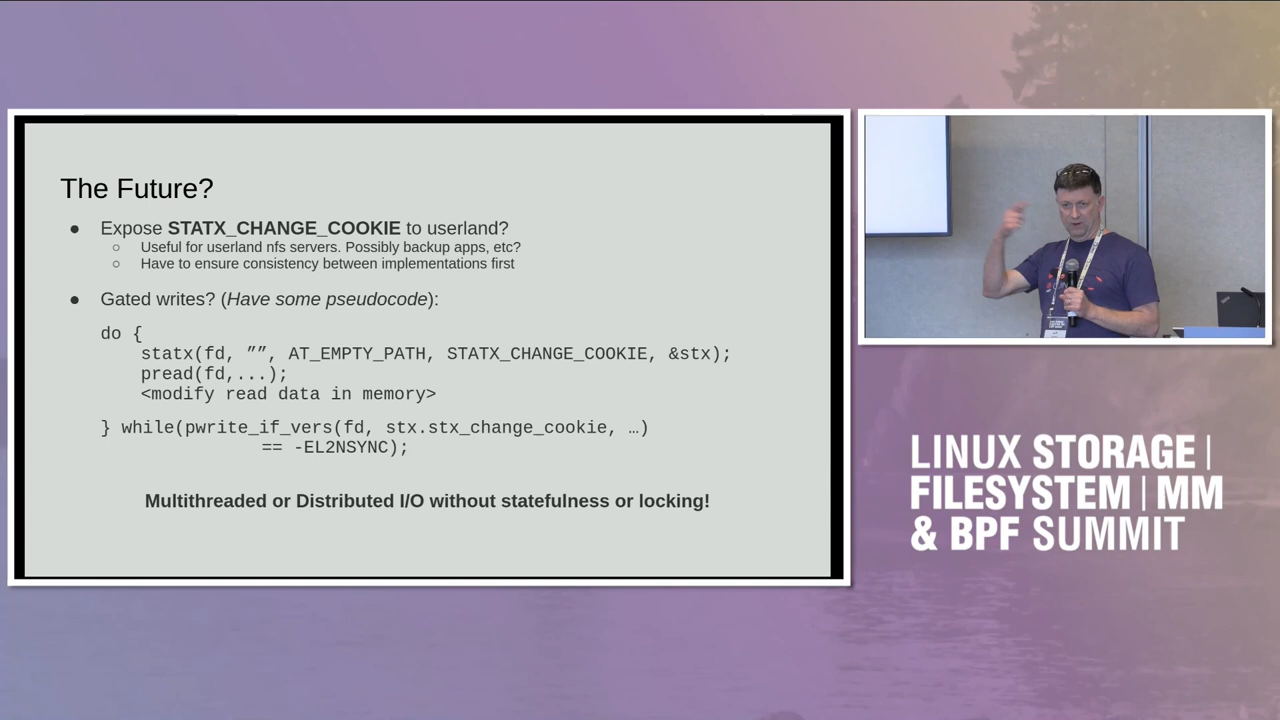 The Future?
● Expose STATX_CHANGE_COOKIE to userland?
○ Useful for userland nfs servers. Possibly backup apps, etc?
○ Have to ensure consistency between implementations first
● Gated writes? (Have some pseudocode):
do {
statx(fd, ””, AT_EMPTY_PATH, STATX_CHANGE_COOKIE, &stx);
pread(fd,...);
<modify read data in memory>
} while(pwrite_if_vers(fd, stx.stx_change_cookie, …)
== -EL2NSYNC);
Multithreaded or Distributed I/O without statefulness or locking!
LINUX STORAGE |
FILESYSTEM | MM
& BPF SUMMIT